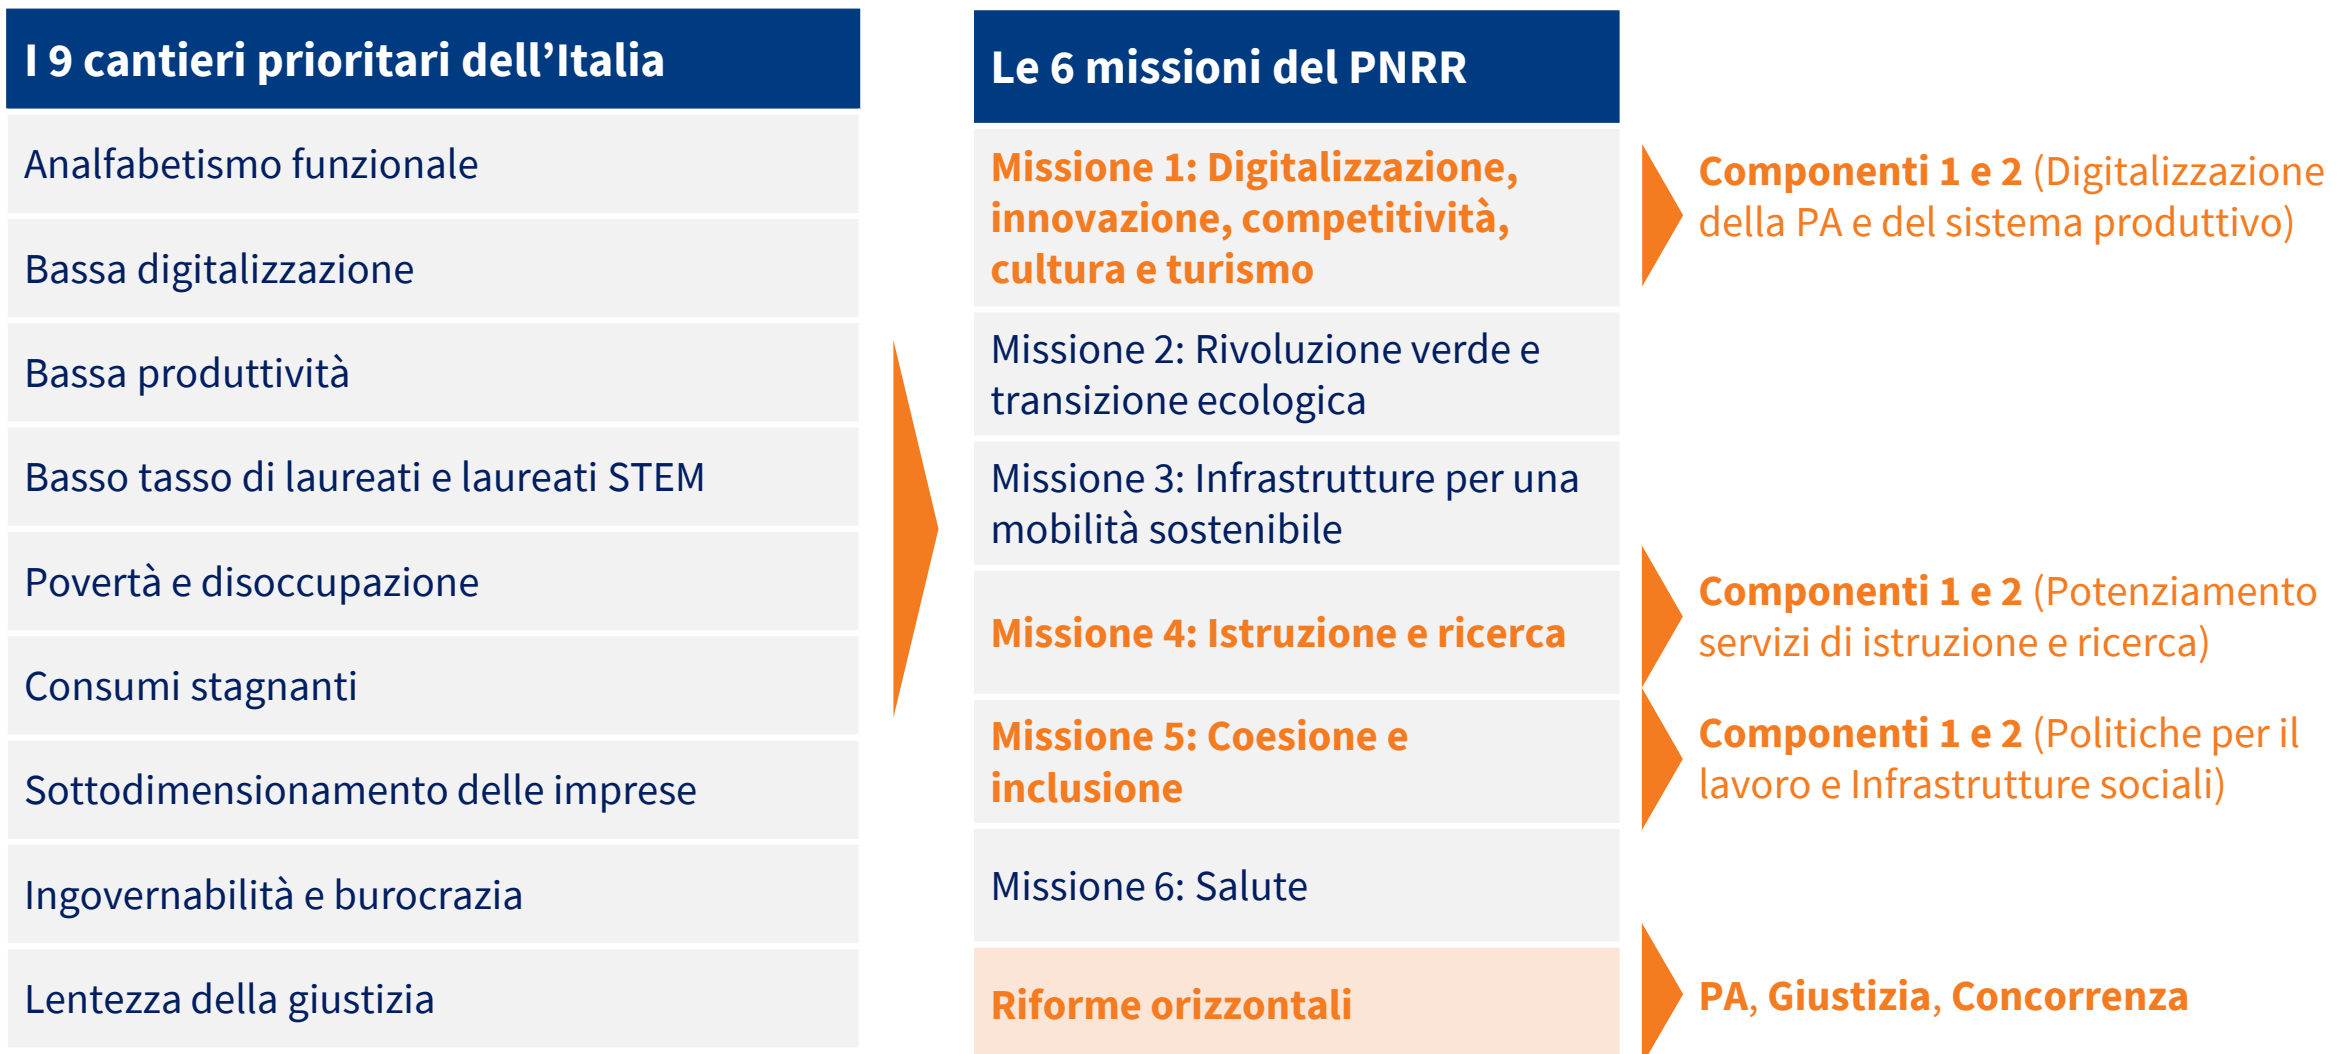 I 9 cantieri prioritari dell’Italia
Analfabetismo funzionale
Bassa digitalizzazione
Bassa produttività
Basso tasso di laureati e laureati STEM
Povertà e disoccupazione
Consumi stagnanti
Sottodimensionamento delle imprese
Ingovernabilità e burocrazia
Lentezza della giustizia
Le 6 missioni del PNRR
Missione 1: Digitalizzazione,
innovazione, competitività,
cultura e turismo
Missione 2: Rivoluzione verde e
transizione ecologica
Missione 3: Infrastrutture per una
mobilità sostenibile
Missione 4: Istruzione e ricerca
Missione 5: Coesione e
inclusione
Missione 6: Salute
Riforme orizzontali
Componenti 1 e 2 (Digitalizzazione
della PA e del sistema produttivo)
Componenti 1 e 2 (Potenziamento
servizi di istruzione e ricerca)
Componenti 1 e 2 (Politiche per il
lavoro e Infrastrutture sociali)
PA, Giustizia, Concorrenza